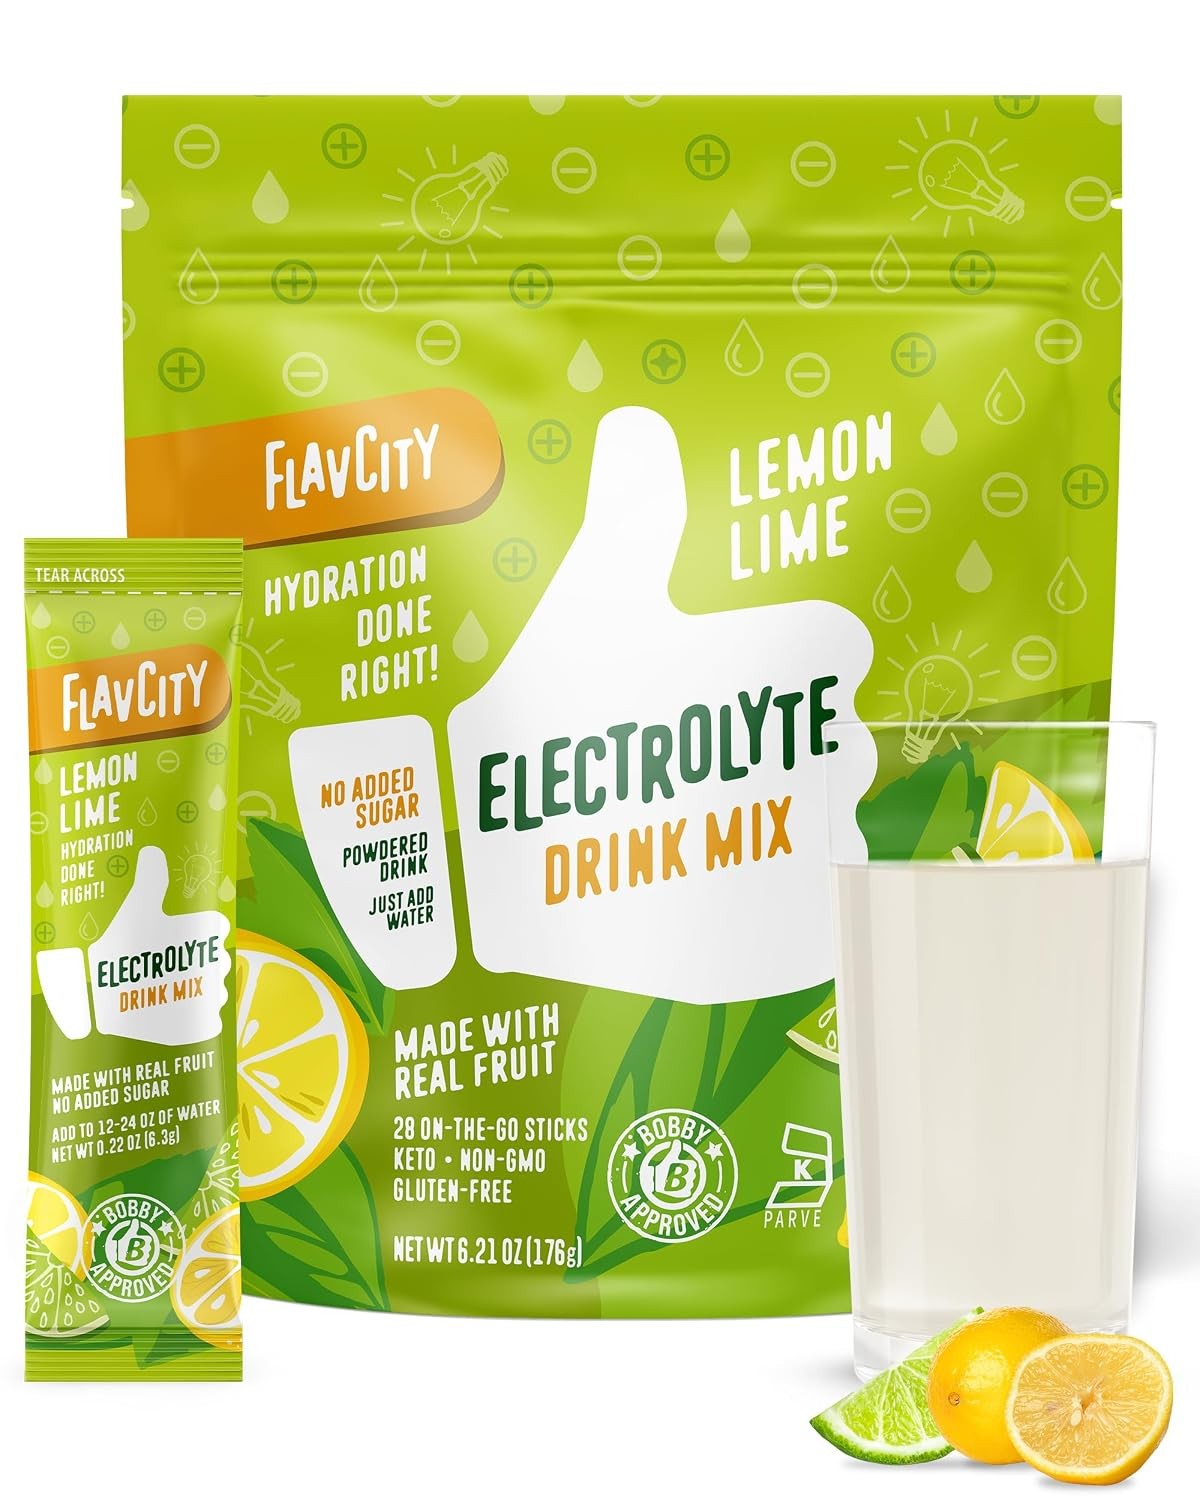 FLAVCITY
HYDRATION
DONE
RIGHT!
LEMON
LIME
NO ADDED
SUGAR
POWDERED
DRINK
JUST ADD
WATER
ELECTROLYTE
DRINK MIX
MADE WITH
REAL FRUIT
28 ON-THE-GO STICKS
KETO • NON-GMO
GLUTEN-FREE
NET WT 6.21 OZ (176g)
BOBBY
B
APPROVED
K
PARVE
TEAR ACROSS
FLAVCITY
LEMON
LIME
HYDRATION
DONE
RIGHT!
ELECTROLYTE
DRINK MIX
MADE WITH REAL FRUIT
NO ADDED SUGAR
ADD TO 12-24 OZ OF WATER
NET WT 0.22 OZ (6.3g)
BOBBY
B
APPROVED